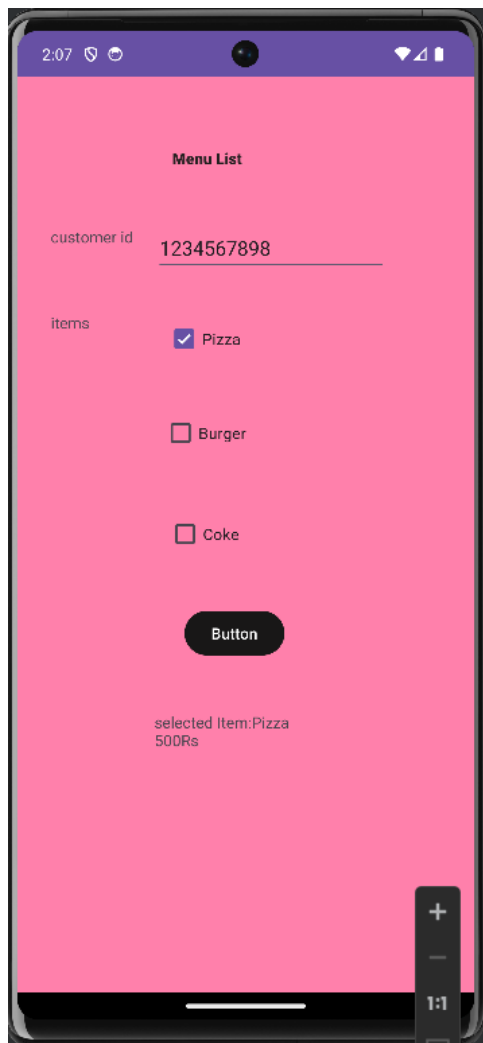 2:07
Menu List
customer id
1234567898
items
Pizza
Burger
Coke
Button
selected Item:Pizza
500Rs
1:1